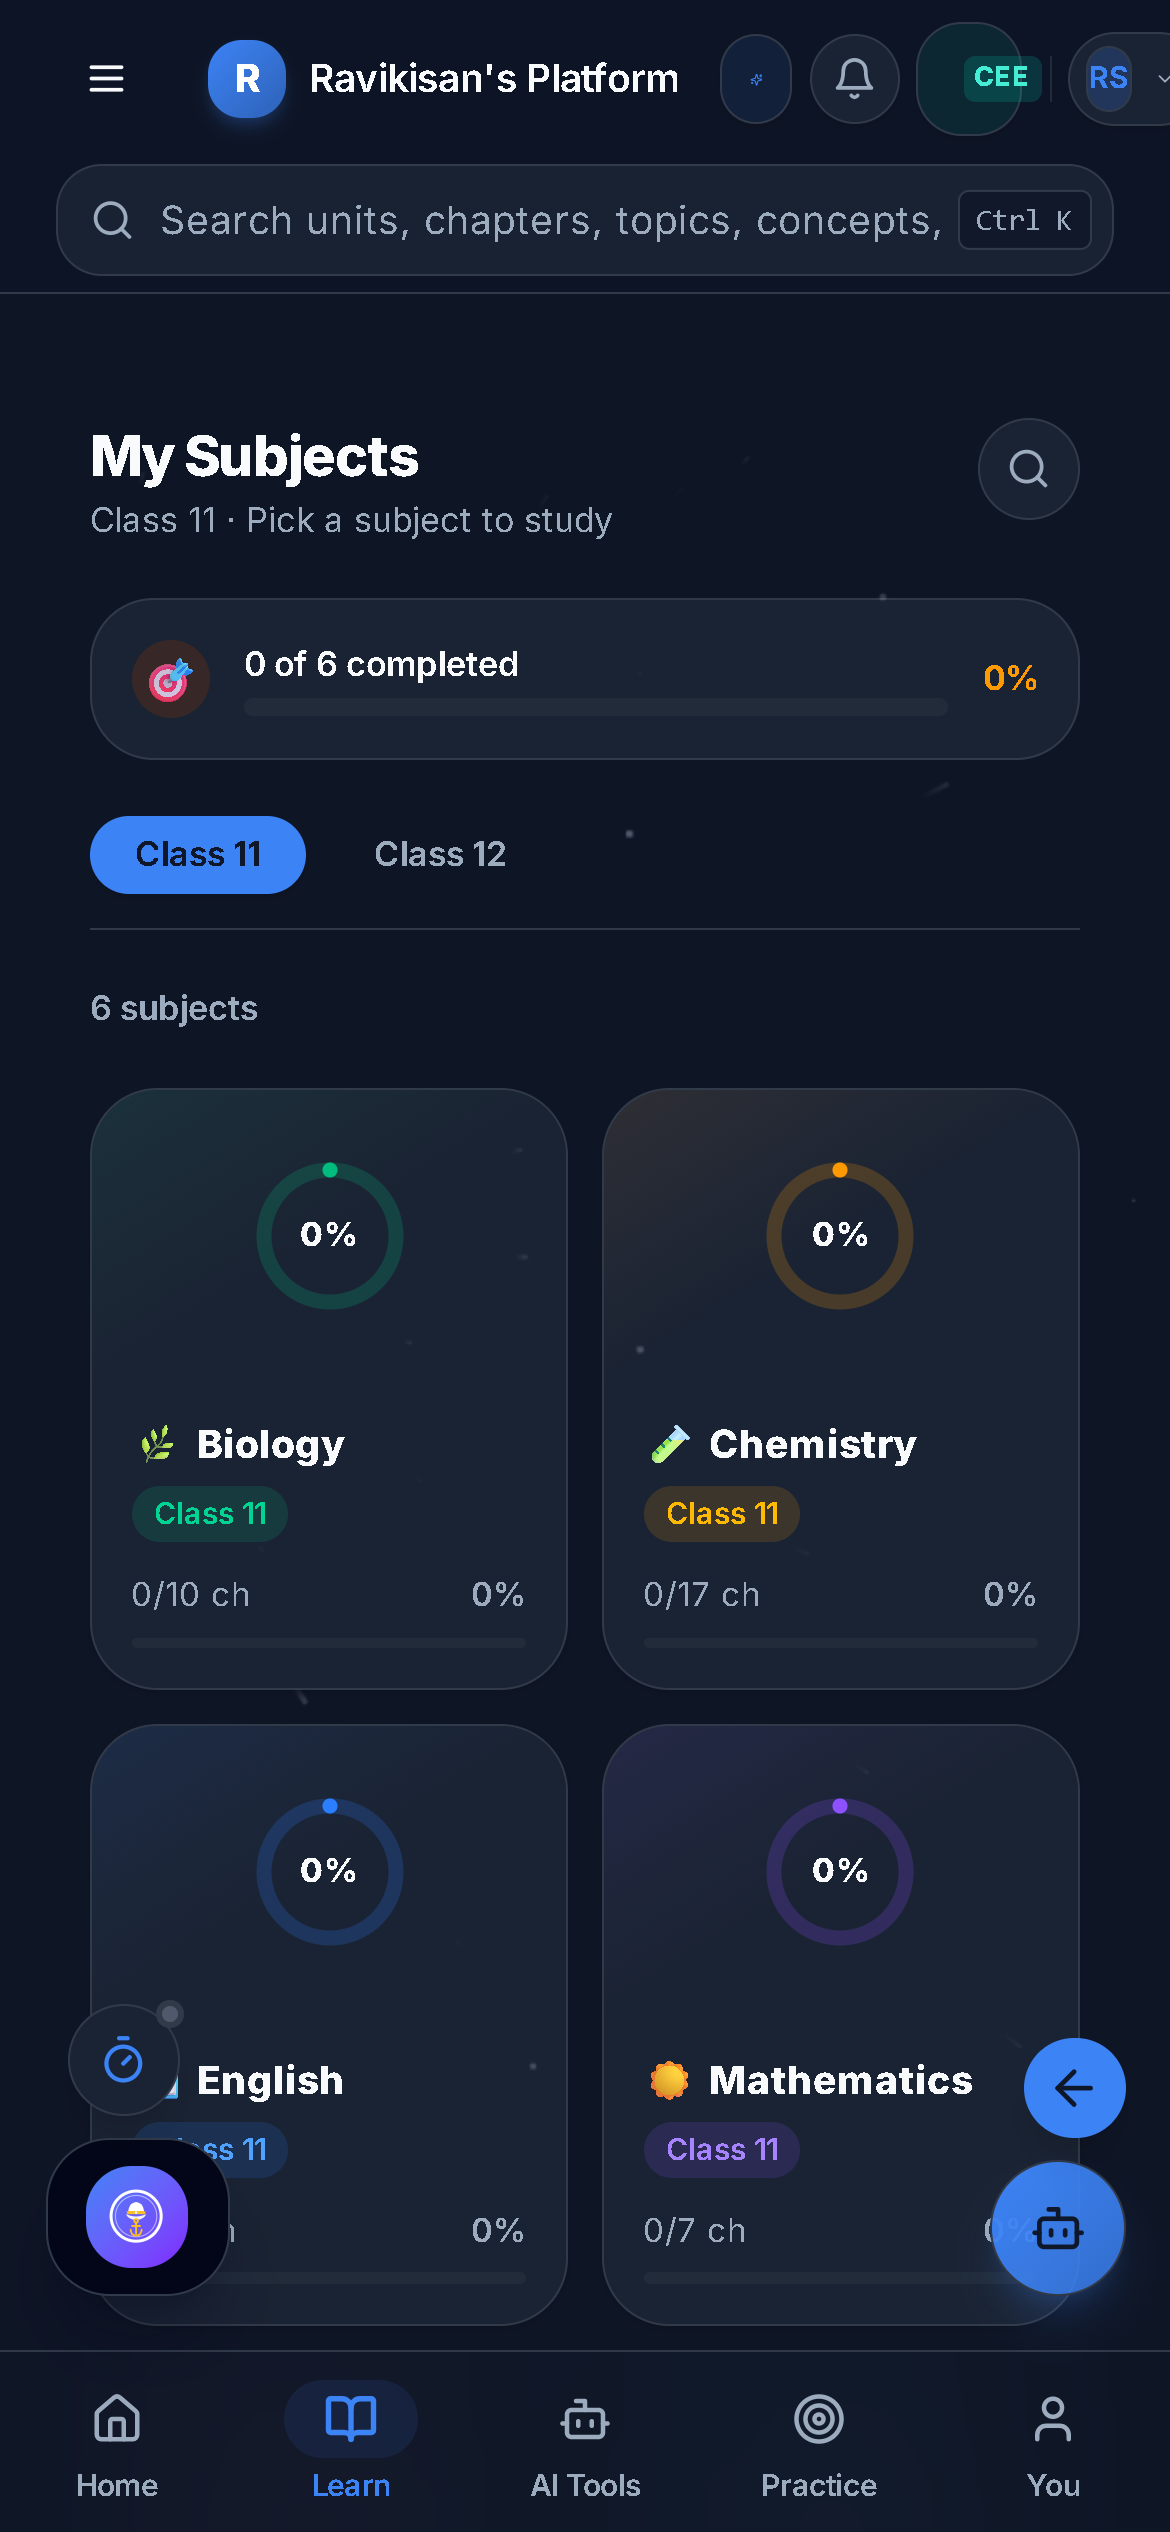 R Ravikisan's Platform CEE RS
Search units, chapters, topics, concepts, Ctrl K
My Subjects
Class 11 · Pick a subject to study
0 of 6 completed
0%
Class 11 Class 12
6 subjects
0% 0%
Biology Chemistry
Class 11 Class 11
0/10 ch 0% 0/17 ch 0%
0% 0%
English Mathematics
ss 11 Class 11
0% 0/7 ch 0%
Home Learn AI Tools Practice You